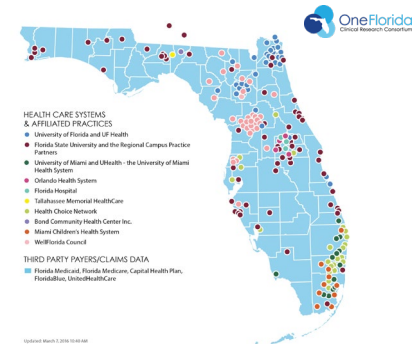 OneFlorida
Clinical Research Consortium
HEALTH CARE SYSTEMS
& AFFILIATED PRACTICES
University of Florida and UF Health
Florida State University and the Regional Campus Practice
Partners
University of Miami and UHealth - the University of Miami
Health System
Orlando Health System
Florida Hospital
Tallahassee Memorial HealthCare
Health Choice Network
Bond Community Health Center Inc.
Miami Children's Health System
WellFlorida Council
THIRD PARTY PAYERS/CLAIMS DATA
Florida Medicaid, Florida Medicare, Capital Health Plan,
FloridaBlue, UnitedHealthCare
Updated: March 7, 2016 10:40 AM